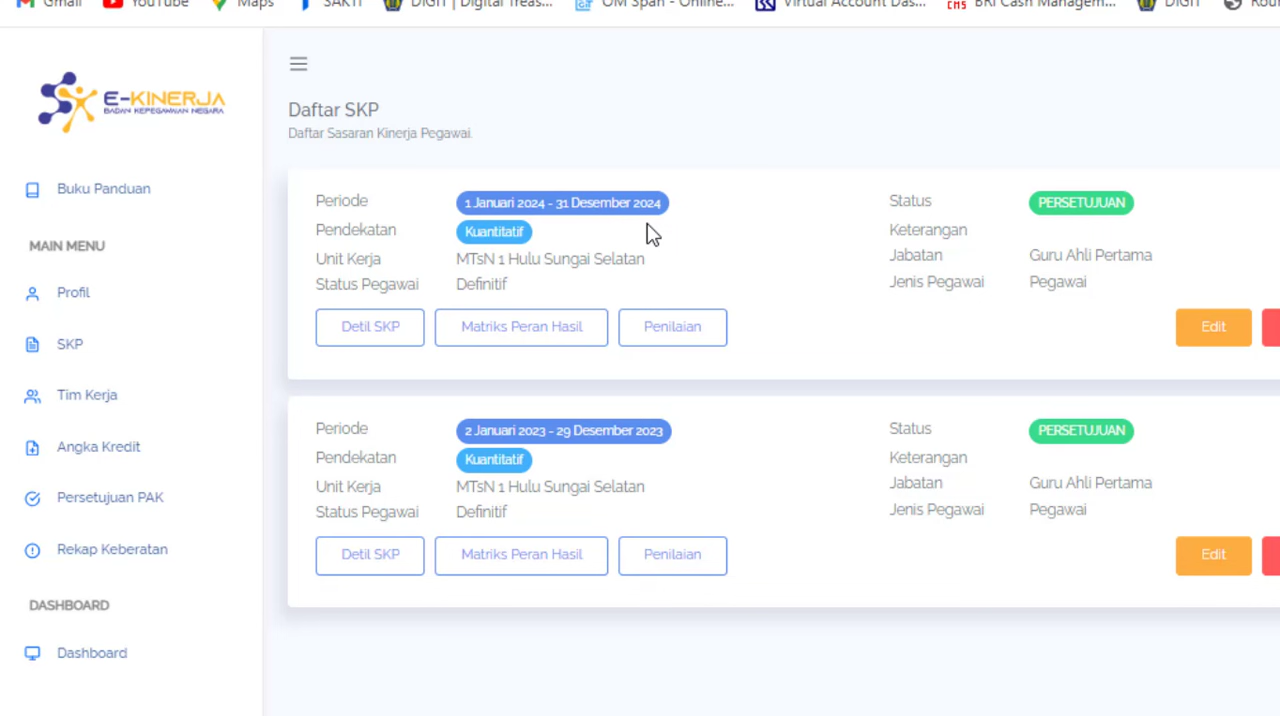 Gmail YouTube Maps SAKTI DIGIT | Digital Treas... OM Span - Online... Virtual Account Das... CMS BRI Cash Managem... DIGIT
E-KINERJA
BADAN KEPEGAWAIAN NEGARA
Buku Panduan
MAIN MENU
Profil
SKP
Tim Kerja
Angka Kredit
Persetujuan PAK
Rekap Keberatan
DASHBOARD
Dashboard
Daftar SKP
Daftar Sasaran Kinerja Pegawai.
Periode 1 Januari 2024 - 31 Desember 2024 Status PERSETUJUAN
Pendekatan Kuantitatif Keterangan
Unit Kerja MTsN 1 Hulu Sungai Selatan Jabatan Guru Ahli Pertama
Status Pegawai Definitif Jenis Pegawai Pegawai
Detil SKP Matriks Peran Hasil Penilaian Edit
Periode 2 Januari 2023 - 29 Desember 2023 Status PERSETUJUAN
Pendekatan Kuantitatif Keterangan
Unit Kerja MTsN 1 Hulu Sungai Selatan Jabatan Guru Ahli Pertama
Status Pegawai Definitif Jenis Pegawai Pegawai
Detil SKP Matriks Peran Hasil Penilaian Edit